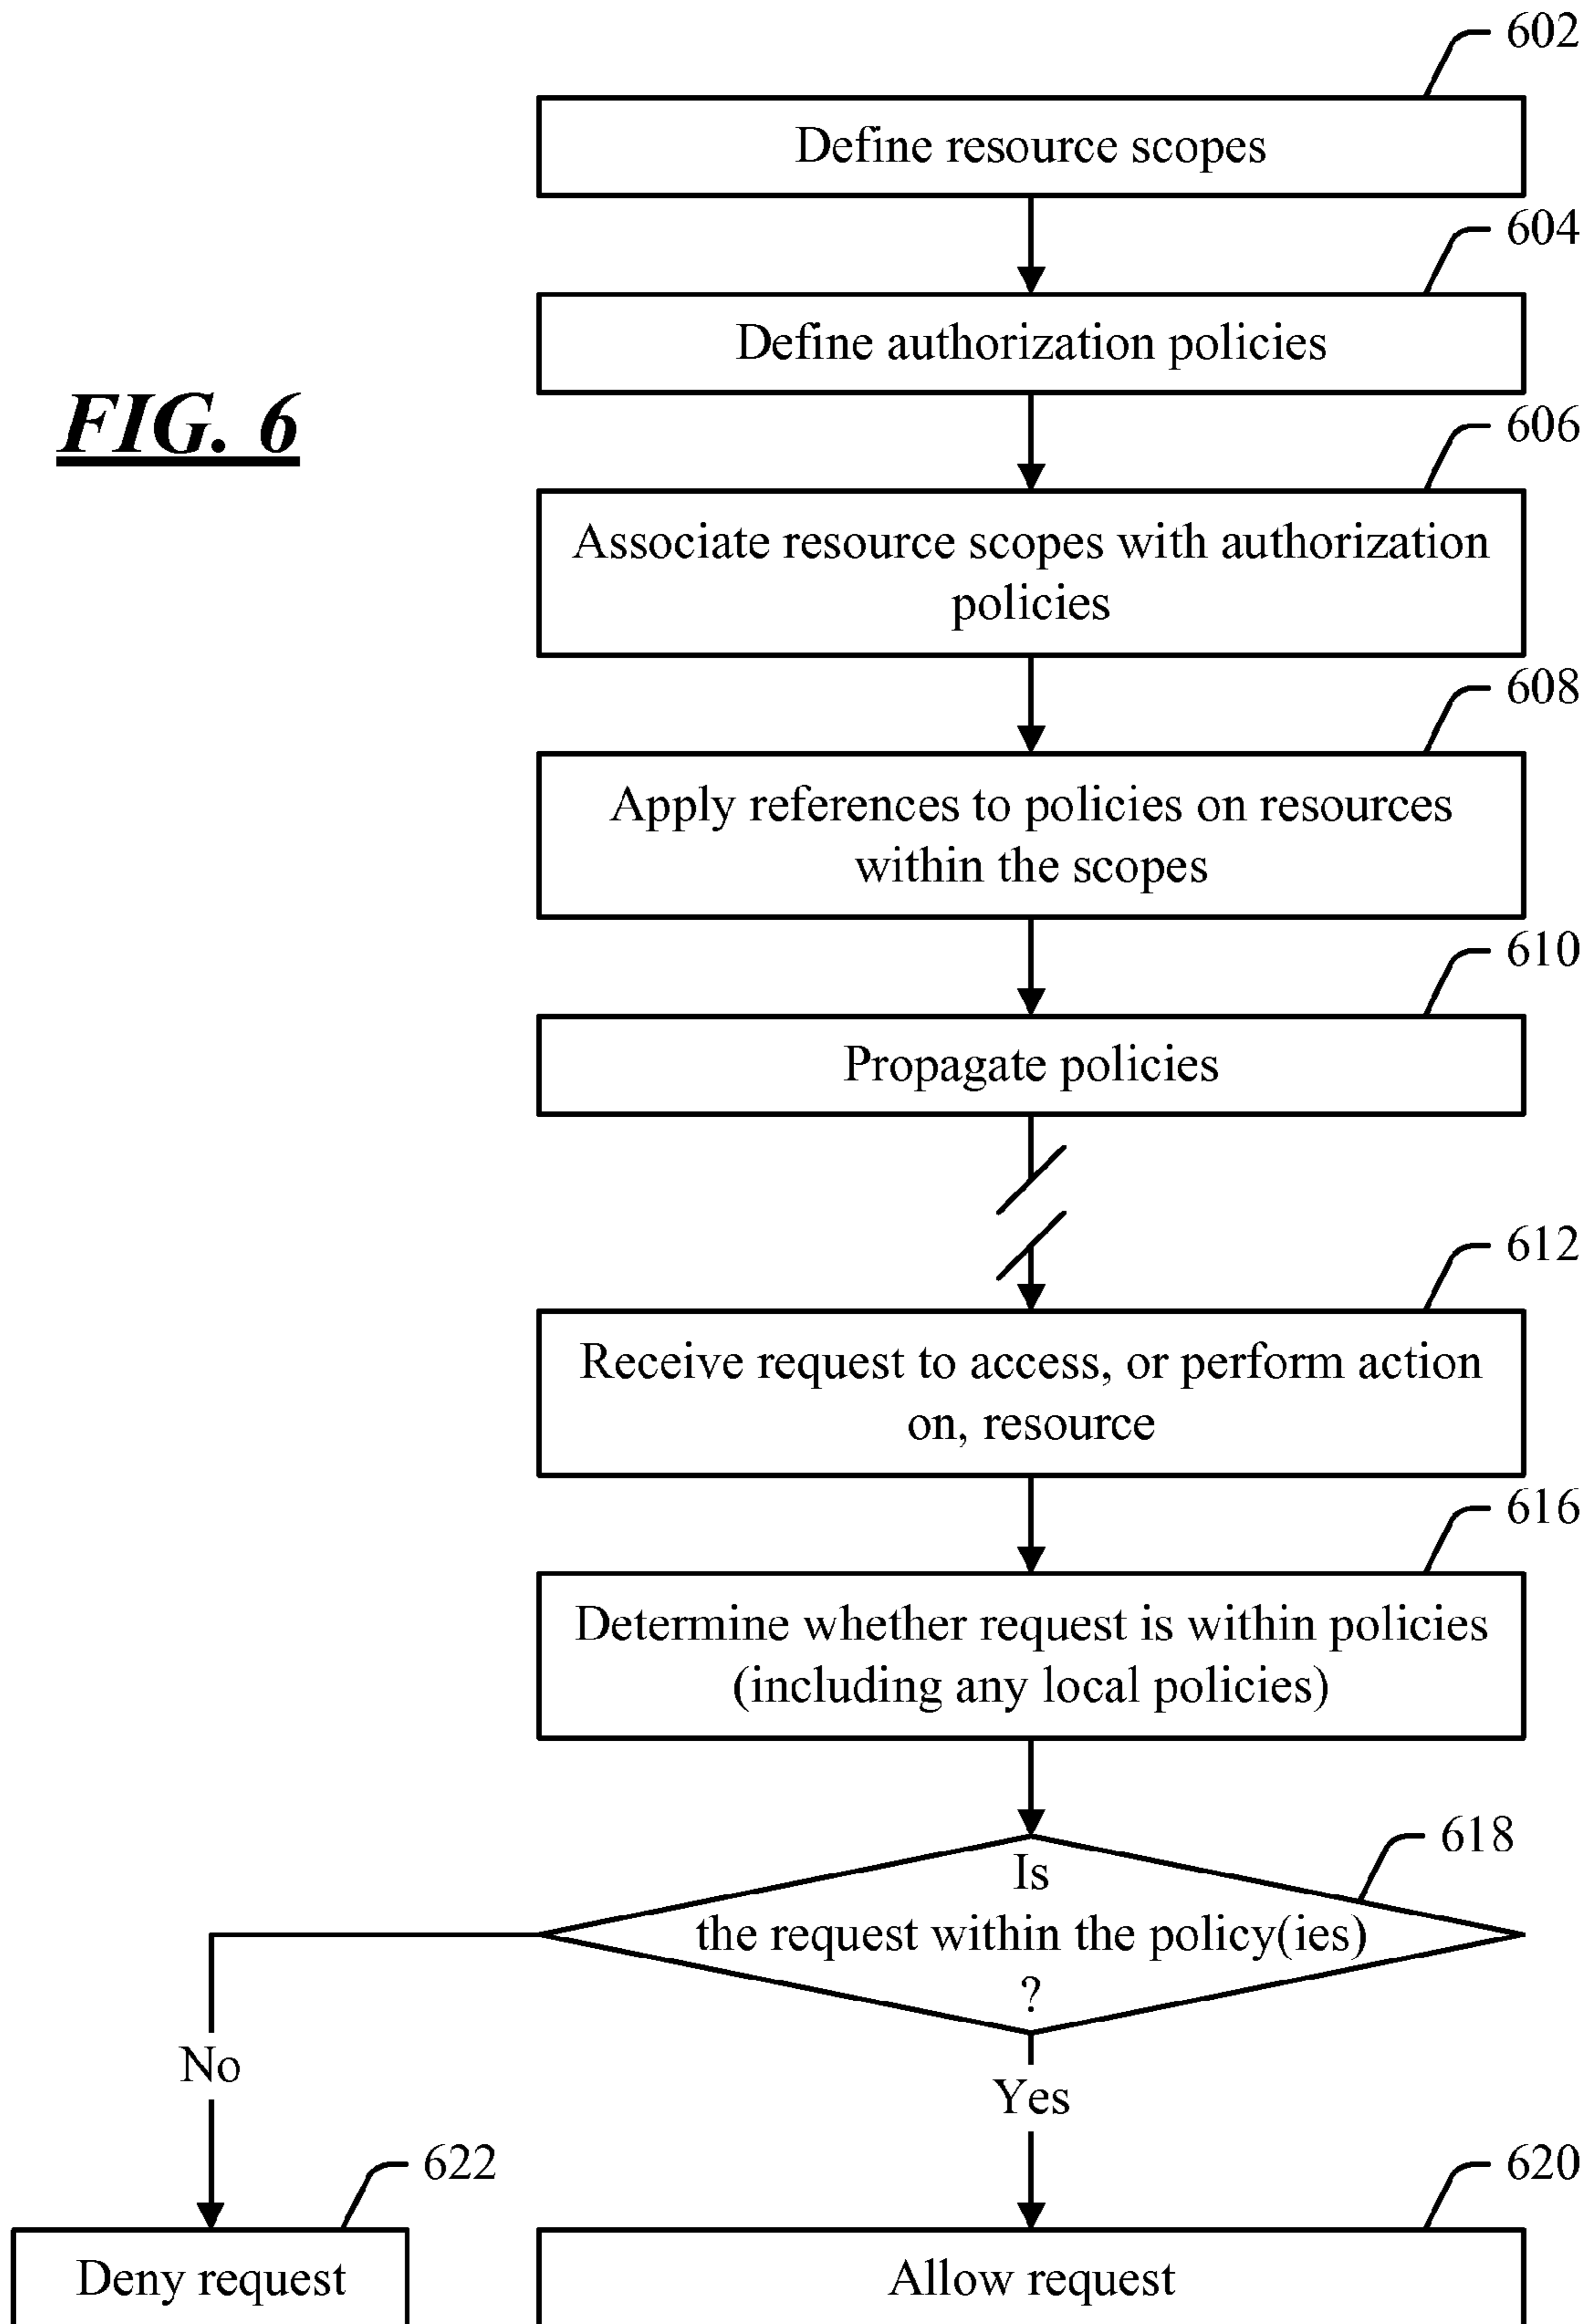 602
Define resource scopes
604
Define authorization policies
FIG. 6
606
Associate resource scopes with authorization
policies
608
Apply references to policies on resources
within the scopes
610
Propagate policies
612
Receive request to access, or perform action
on, resource
616
Determine whether request is within policies
(including any local policies)
618
Is
the request within the policy(ies)
?
No
Yes
622
620
Deny request
Allow request